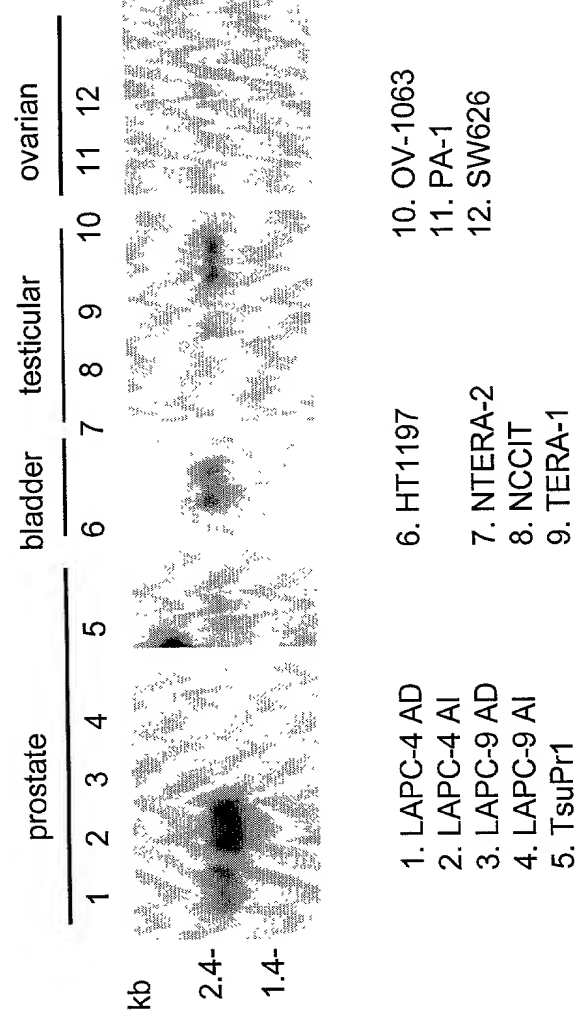 prostate bladder testicular ovarian
1 2 3 4 5 6 7 8 9 10 11 12
kb
2.4-
1.4-
1. LAPC-4 AD
2. LAPC-4 AI
3. LAPC-9 AD
4. LAPC-9 AI
5. TsuPr1
6. HT1197
7. NTERA-2
8. NCCIT
9. TERA-1
10. OV-1063
11. PA-1
12. SW626